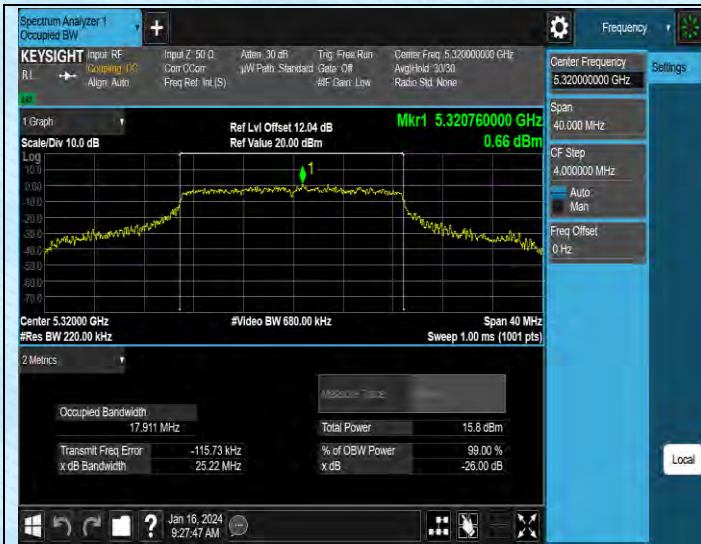 Spectrum Analyzer 1
Occupied BW
Frequency
KEYSIGHT
Input: RF
Coupling: DC
Align: Auto
Input Z: 50 Ω
Corr CCorr
Freq Ref: Int (S)
Atten: 30 dB
µW Path: Standard
Trig: Free Run
Gate: Off
#IF Gain: Low
Center Freq: 5.320000000 GHz
Avg|Hold: 30/30
Radio Std: None
Center Frequency
5.320000000 GHz
Settings
Span
40.000 MHz
CF Step
4.000000 MHz
Auto
Man
Freq Offset
0 Hz
1 Graph
Scale/Div 10.0 dB
Ref Lvl Offset 12.04 dB
Ref Value 20.00 dBm
Mkr1 5.320760000 GHz
0.66 dBm
Log
10.0
0.00
-10.0
-20.0
-30.0
-40.0
-50.0
-60.0
-70.0
1
Center 5.32000 GHz
#Res BW 220.00 kHz
#Video BW 680.00 kHz
Span 40 MHz
Sweep 1.00 ms (1001 pts)
2 Metrics
Measure Trace
Occupied Bandwidth
17.911 MHz
Total Power 15.8 dBm
Transmit Freq Error -115.73 kHz
% of OBW Power 99.00 %
x dB Bandwidth 25.22 MHz
x dB -26.00 dB
Local
Jan 16, 2024
9:27:47 AM